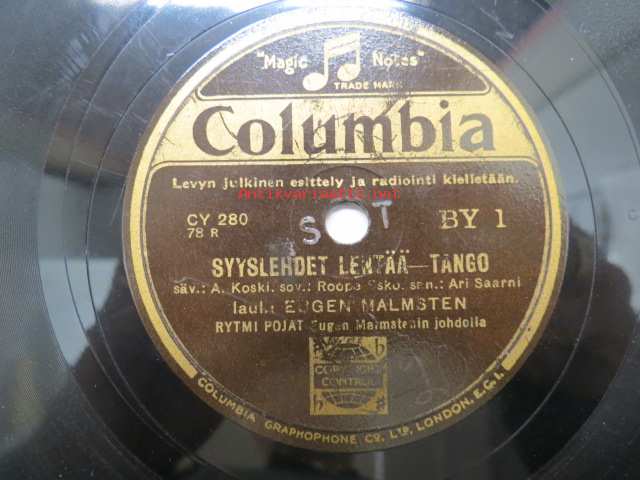 "Magic Notes"
TRADE MARK
Columbia
Levyn julkinen esittely ja radiointi kielletään.
Antikvariaatti.net
CY 280
78 R
S T
BY 1
SYYSLEHDET LENTÄÄ—TANGO
säv.: A. Koski. sov.: Roope Esko. san.: Ari Saarni
laul.: EUGEN MALMSTEN
RYTMI POJAT Eugen Malmstenin johdolla
COPYRIGHT
CONTROL
COLUMBIA GRAPHOPHONE Co. LTD. LONDON. E.C.1.